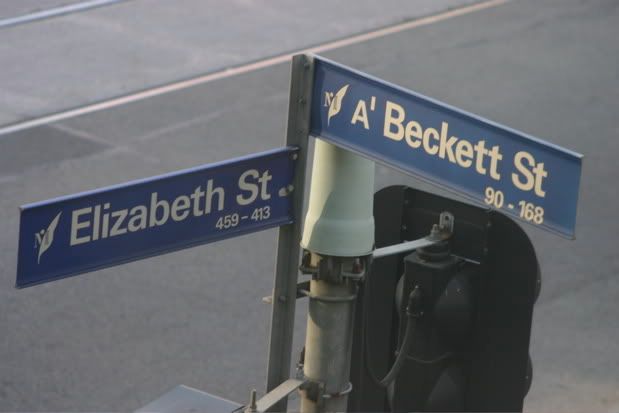 Elizabeth St
459 - 413
A' Beckett St
90 - 168